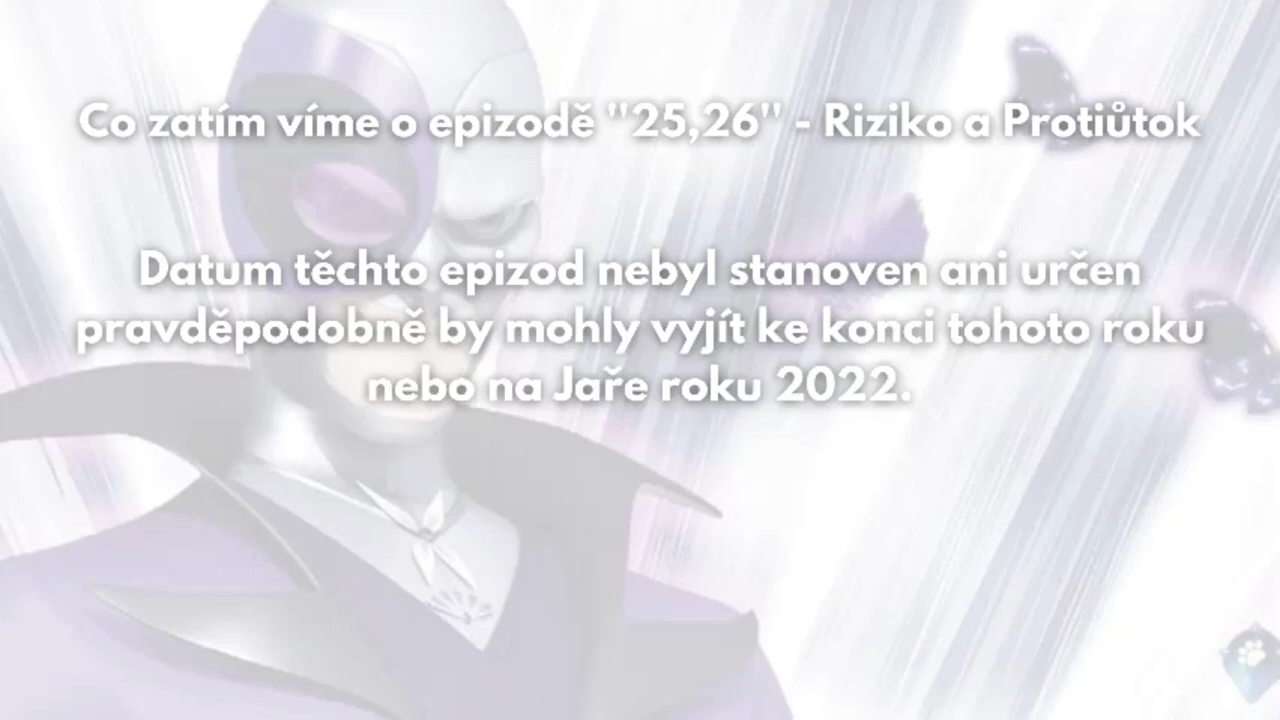 Co zatím víme o epizodě "25,26" - Riziko a Protiůtok
Datum těchto epizod nebyl stanoven ani určen
pravděpodobně by mohly vyjít ke konci tohoto roku
nebo na Jaře roku 2022.